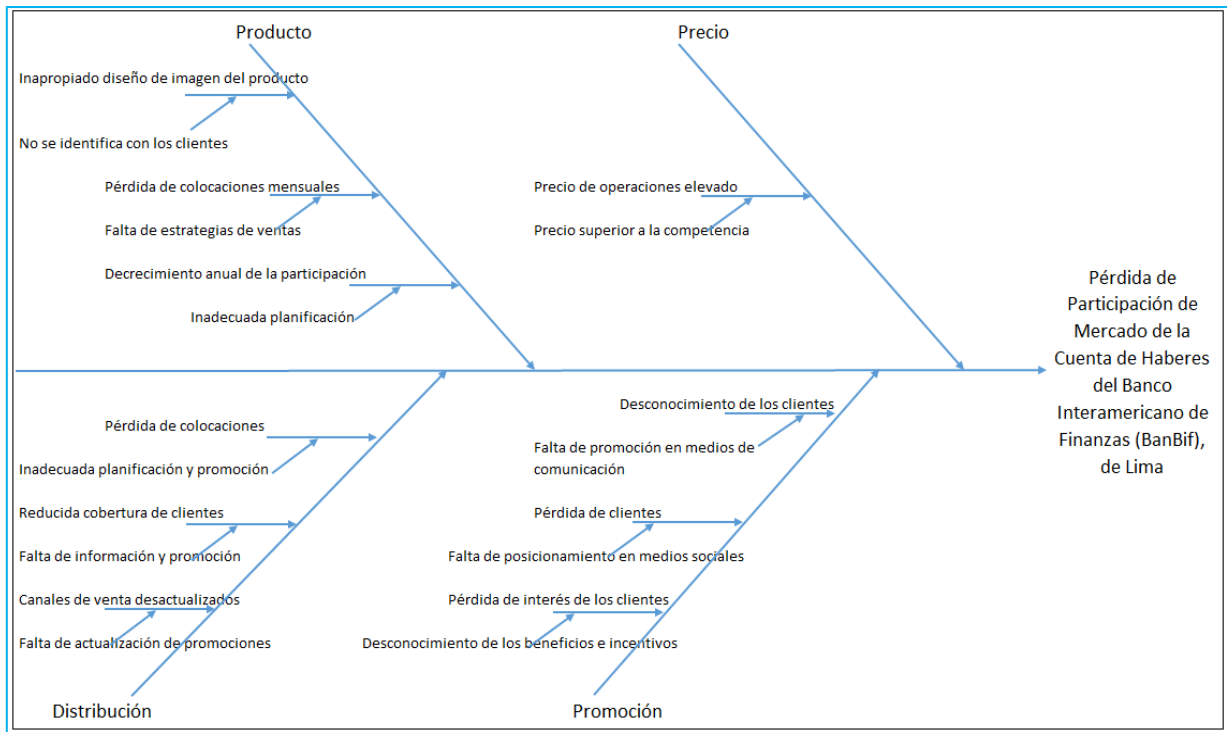 Producto
Precio
Inapropiado diseño de imagen del producto
No se identifica con los clientes
Pérdida de colocaciones mensuales
Falta de estrategias de ventas
Decrecimiento anual de la participación
Inadecuada planificación
Precio de operaciones elevado
Precio superior a la competencia
Pérdida de
Participación de
Mercado de la
Cuenta de Haberes
del Banco
Interamericano de
Finanzas (BanBif),
de Lima
Pérdida de colocaciones
Inadecuada planificación y promoción
Reducida cobertura de clientes
Falta de información y promoción
Canales de venta desactualizados
Falta de actualización de promociones
Desconocimiento de los clientes
Falta de promoción en medios de
comunicación
Pérdida de clientes
Falta de posicionamiento en medios sociales
Pérdida de interés de los clientes
Desconocimiento de los beneficios e incentivos
Distribución
Promoción